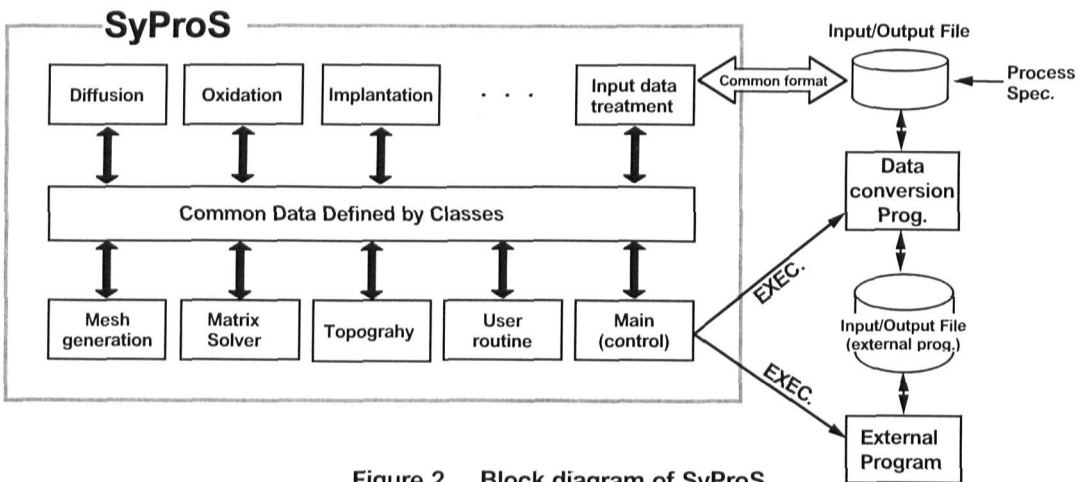 SyProS
Input/Output File
Diffusion
Oxidation
Implantation
. . .
Input data
treatment
Common format
Process
Spec.
Common Data Defined by Classes
Data
conversion
Prog.
EXEC.
Mesh
generation
Matrix
Solver
Topograhy
User
routine
Main
(control)
Input/Output File
(external prog.)
EXEC.
External
Program
Figure 2 Block diagram of SyProS